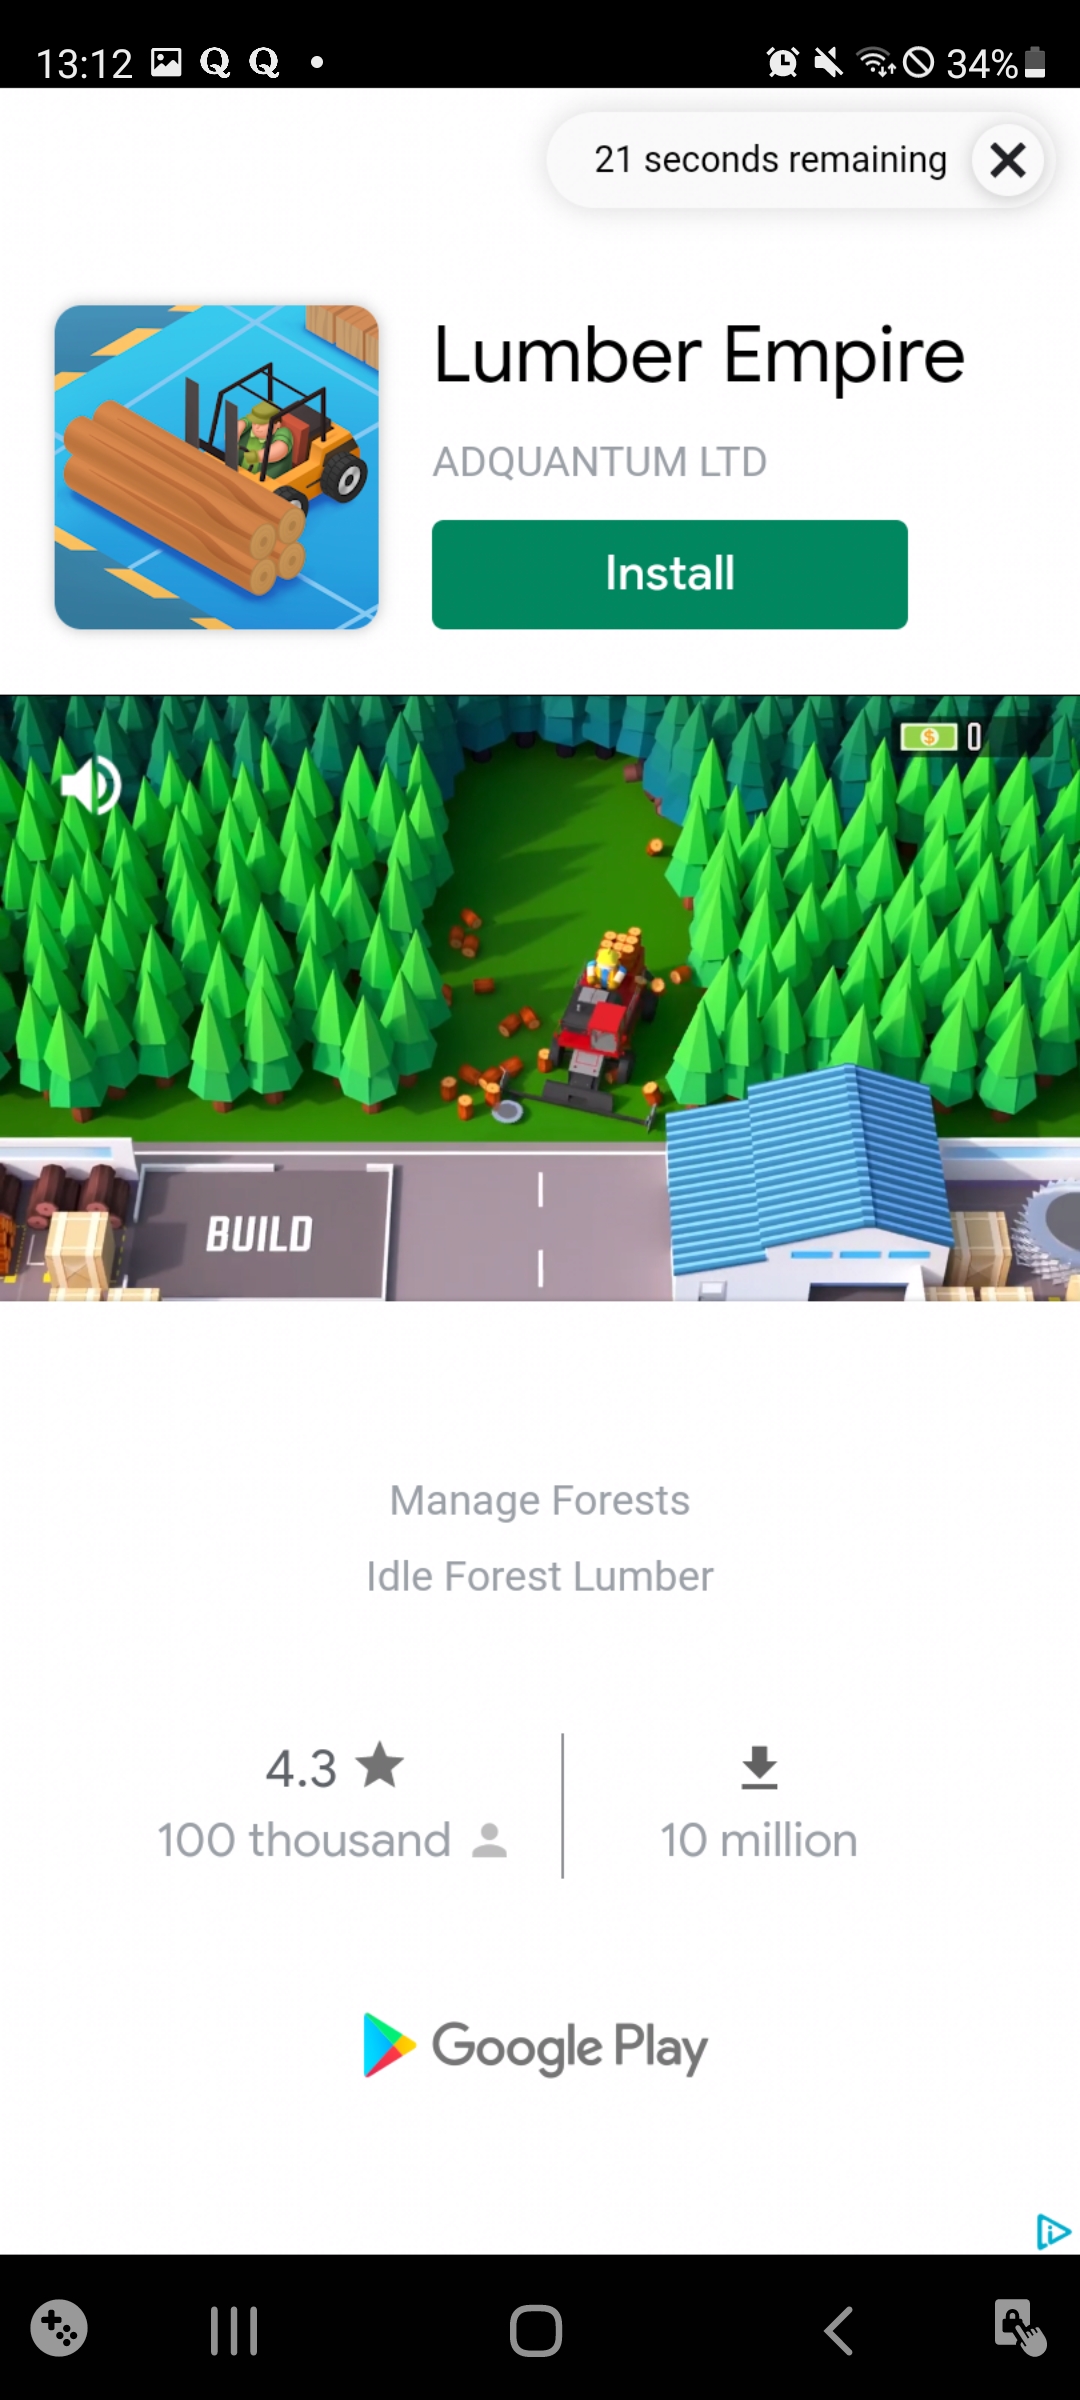 13:12 Q Q 34%
21 seconds remaining
Lumber Empire
ADQUANTUM LTD
Install
0
BUILD
Manage Forests
Idle Forest Lumber
4.3
100 thousand
10 million
Google Play